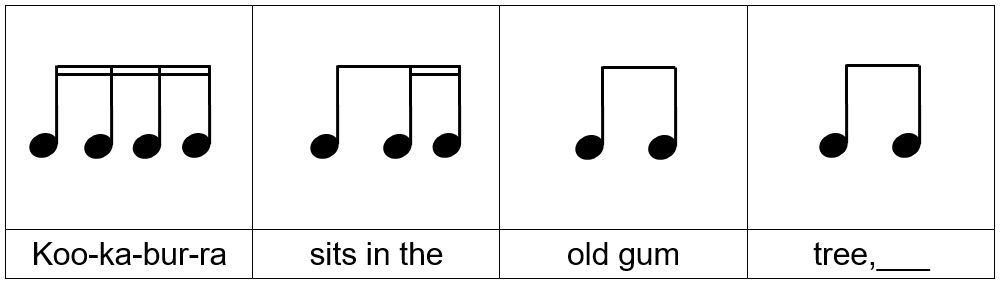 Koo-ka-bur-ra sits in the old gum tree,___